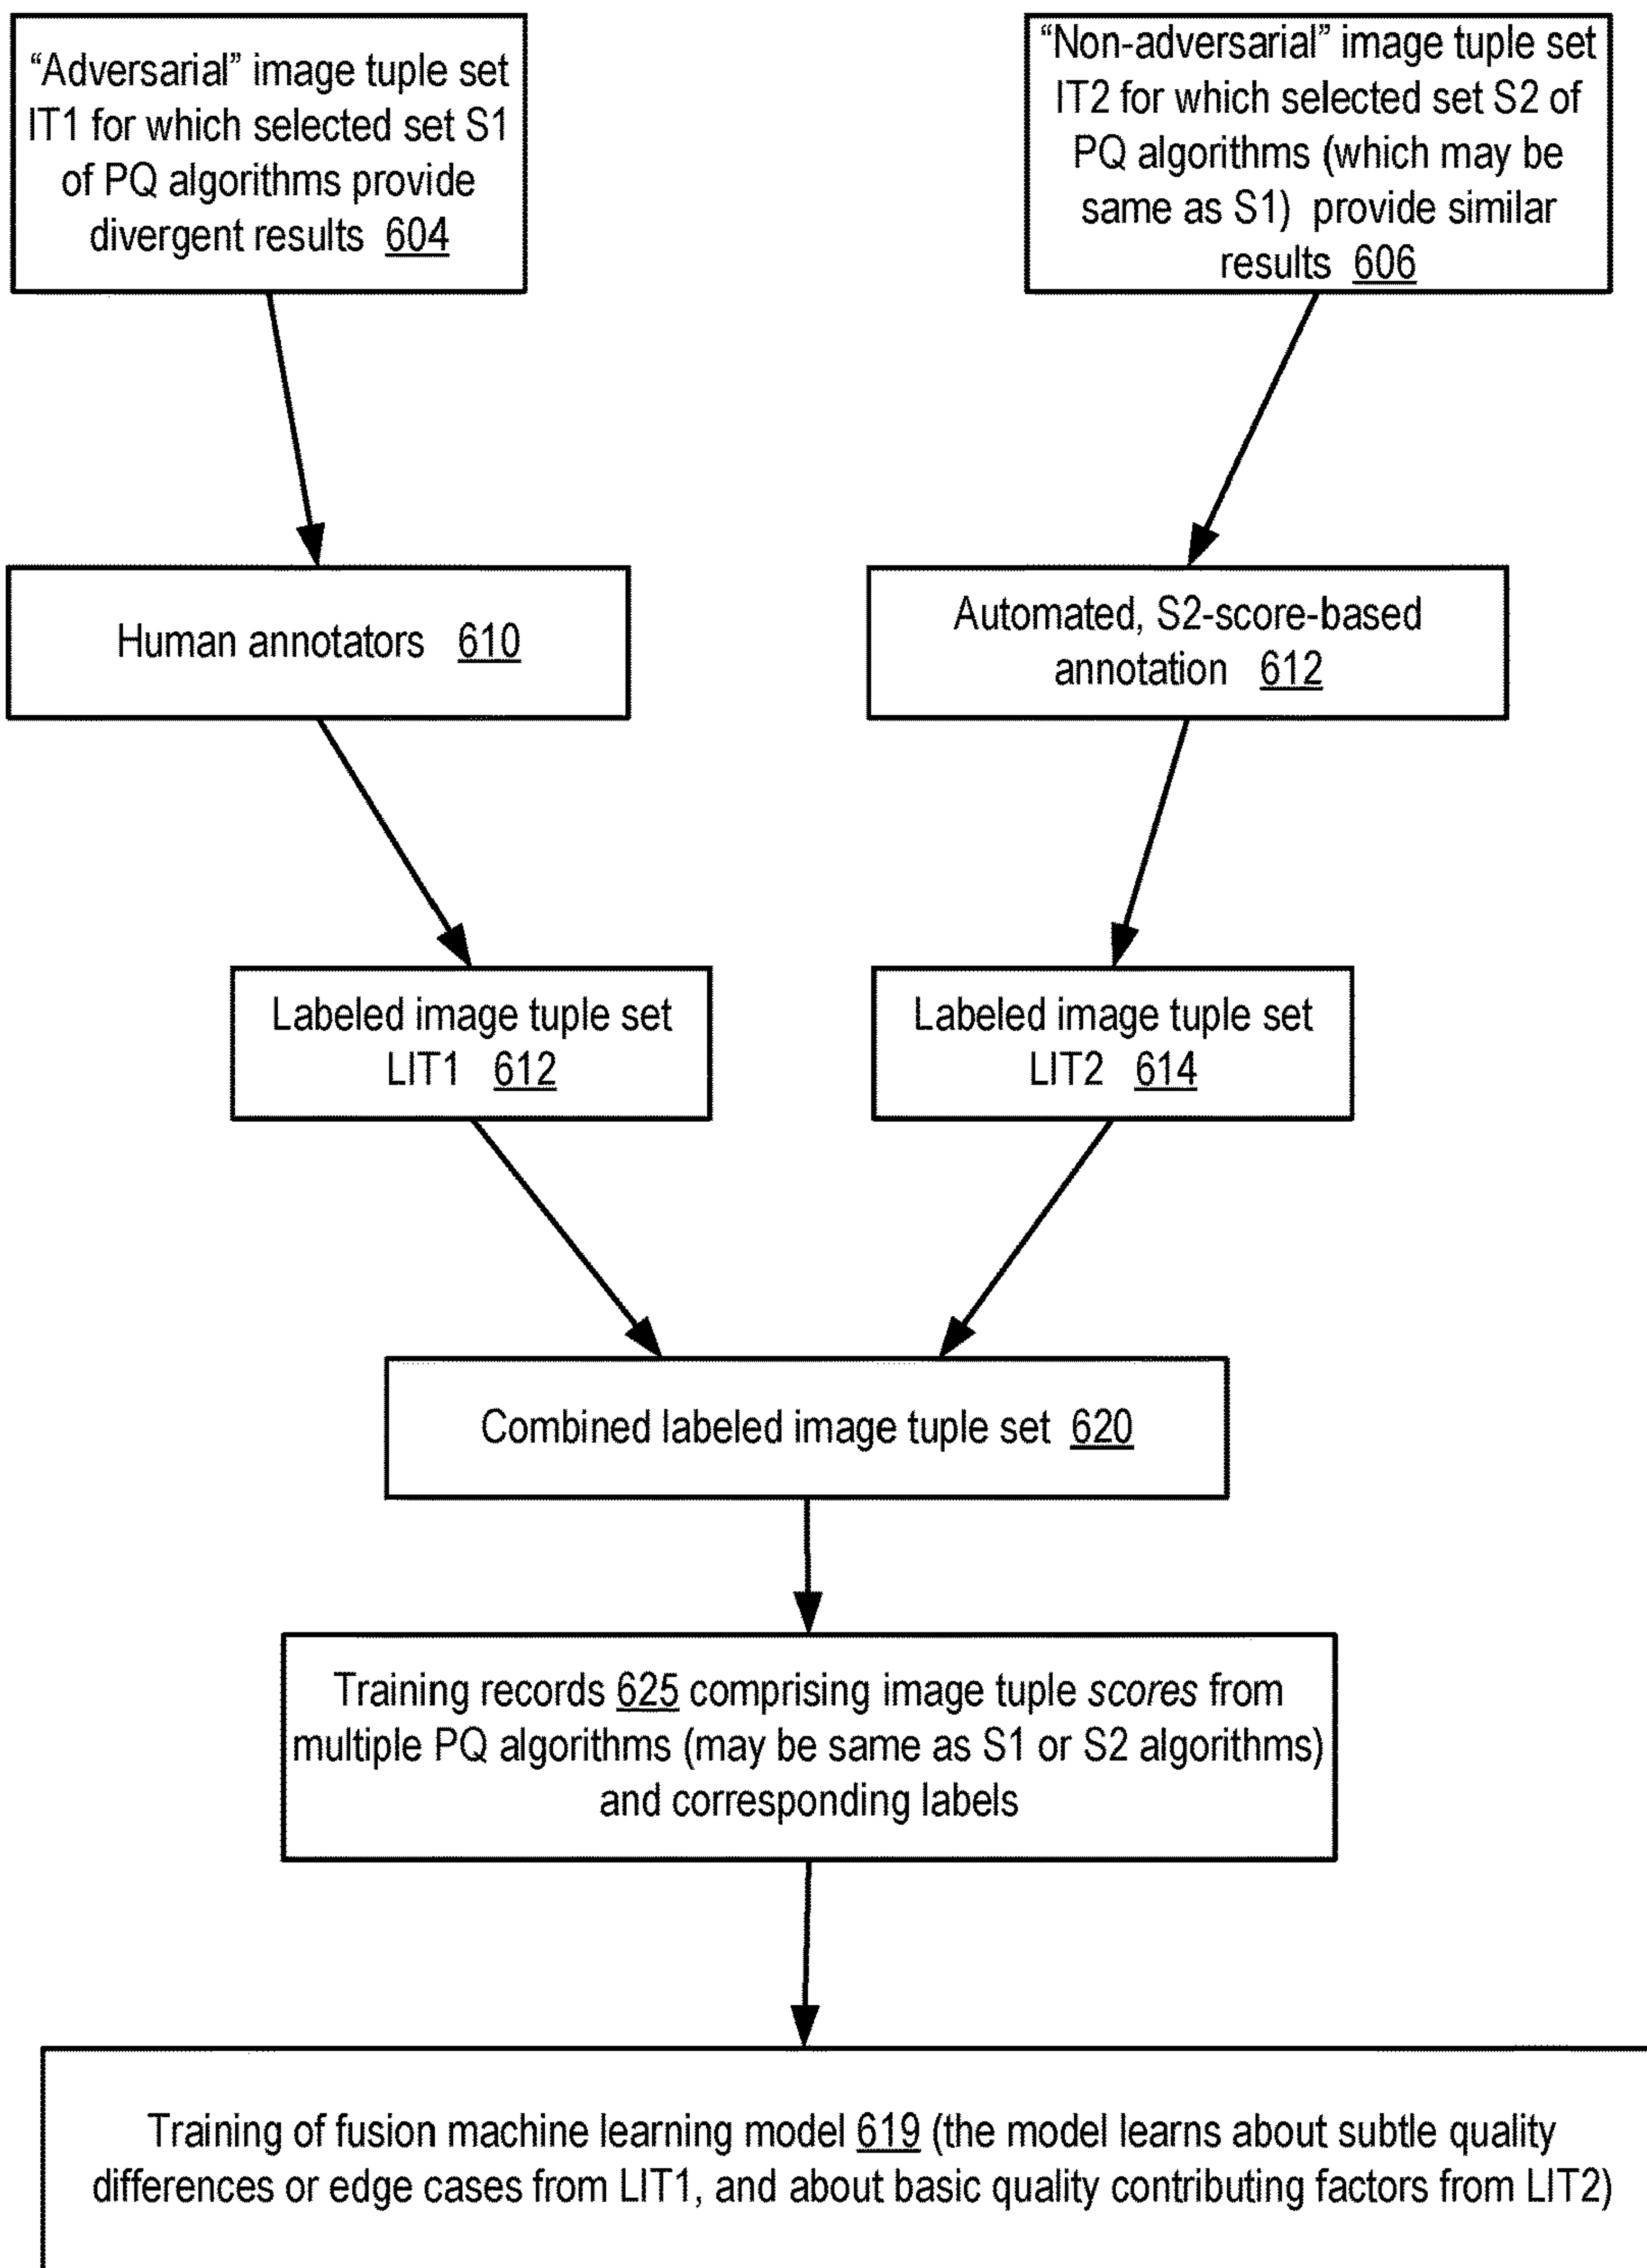 “Adversarial” image tuple set
IT1 for which selected set S1
of PQ algorithms provide
divergent results 604
“Non-adversarial” image tuple set
IT2 for which selected set S2 of
PQ algorithms (which may be
same as S1) provide similar
results 606
Human annotators 610
Automated, S2-score-based
annotation 612
Labeled image tuple set
LIT1 612
Labeled image tuple set
LIT2 614
Combined labeled image tuple set 620
Training records 625 comprising image tuple scores from
multiple PQ algorithms (may be same as S1 or S2 algorithms)
and corresponding labels
Training of fusion machine learning model 619 (the model learns about subtle quality
differences or edge cases from LIT1, and about basic quality contributing factors from LIT2)